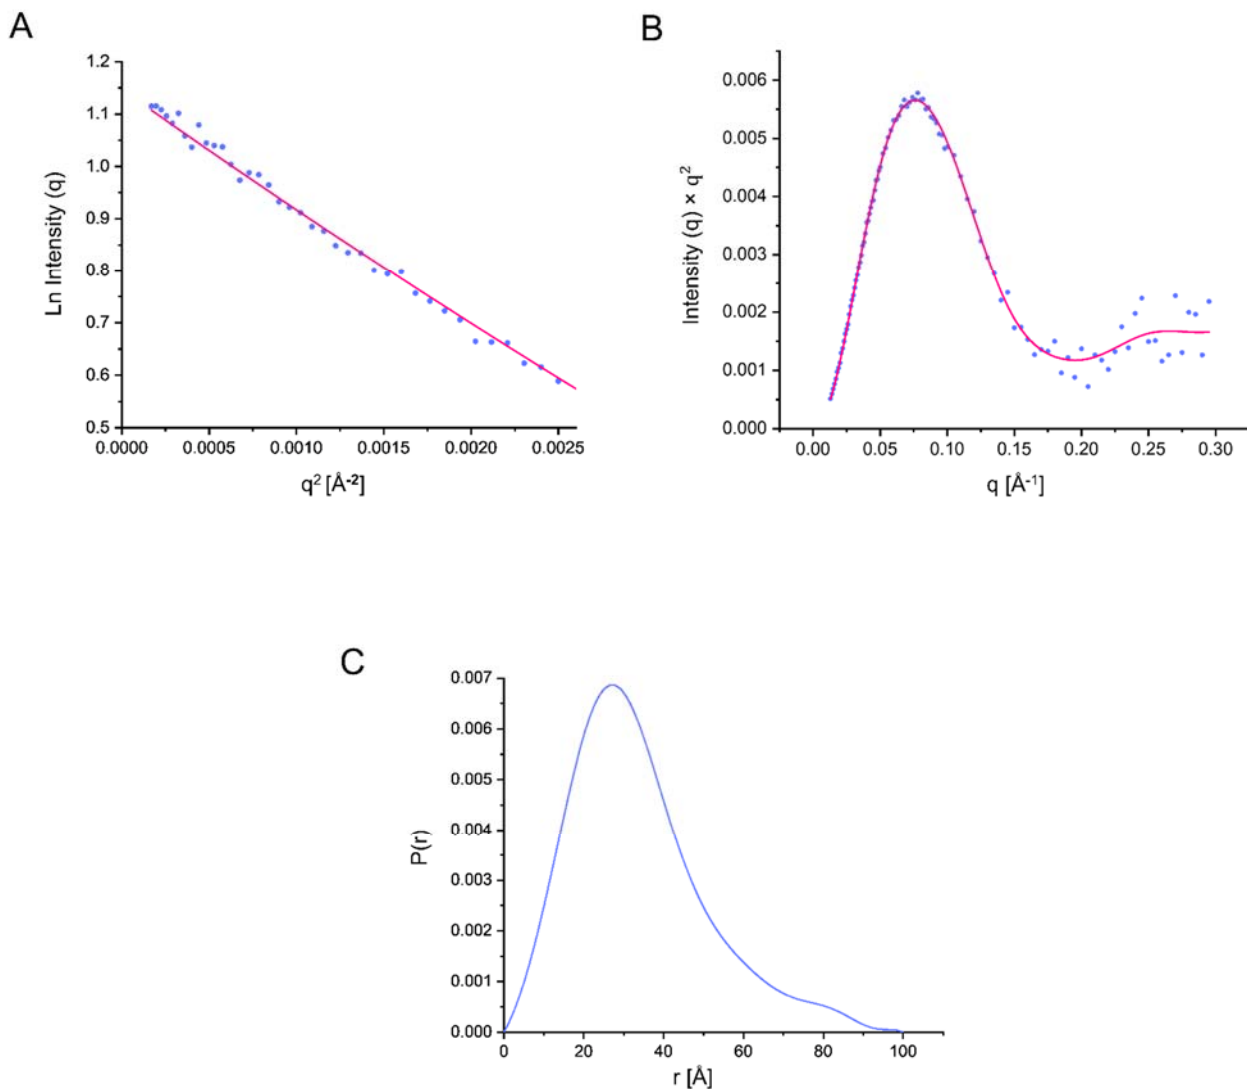 A
1.2
1.1
1.0
0.9
0.8
0.7
0.6
0.5
Ln Intensity (q)
0.0000 0.0005 0.0010 0.0015 0.0020 0.0025
q² [Å⁻²]
B
0.006
0.005
0.004
0.003
0.002
0.001
0.000
Intensity (q) × q²
0.00 0.05 0.10 0.15 0.20 0.25 0.30
q [Å⁻¹]
C
0.007
0.006
0.005
0.004
0.003
0.002
0.001
0.000
P(r)
0 20 40 60 80 100
r [Å]